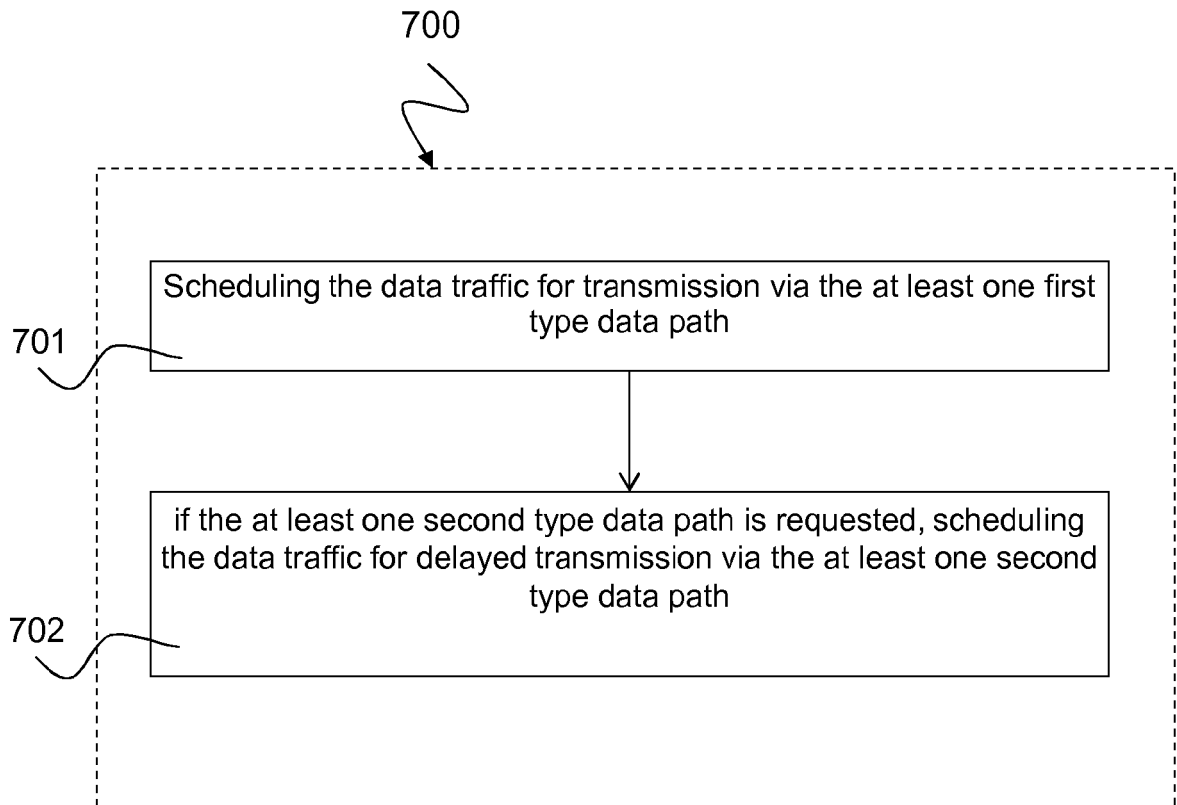 700
Scheduling the data traffic for transmission via the at least one first
type data path
701
if the at least one second type data path is requested, scheduling
the data traffic for delayed transmission via the at least one second
type data path
702